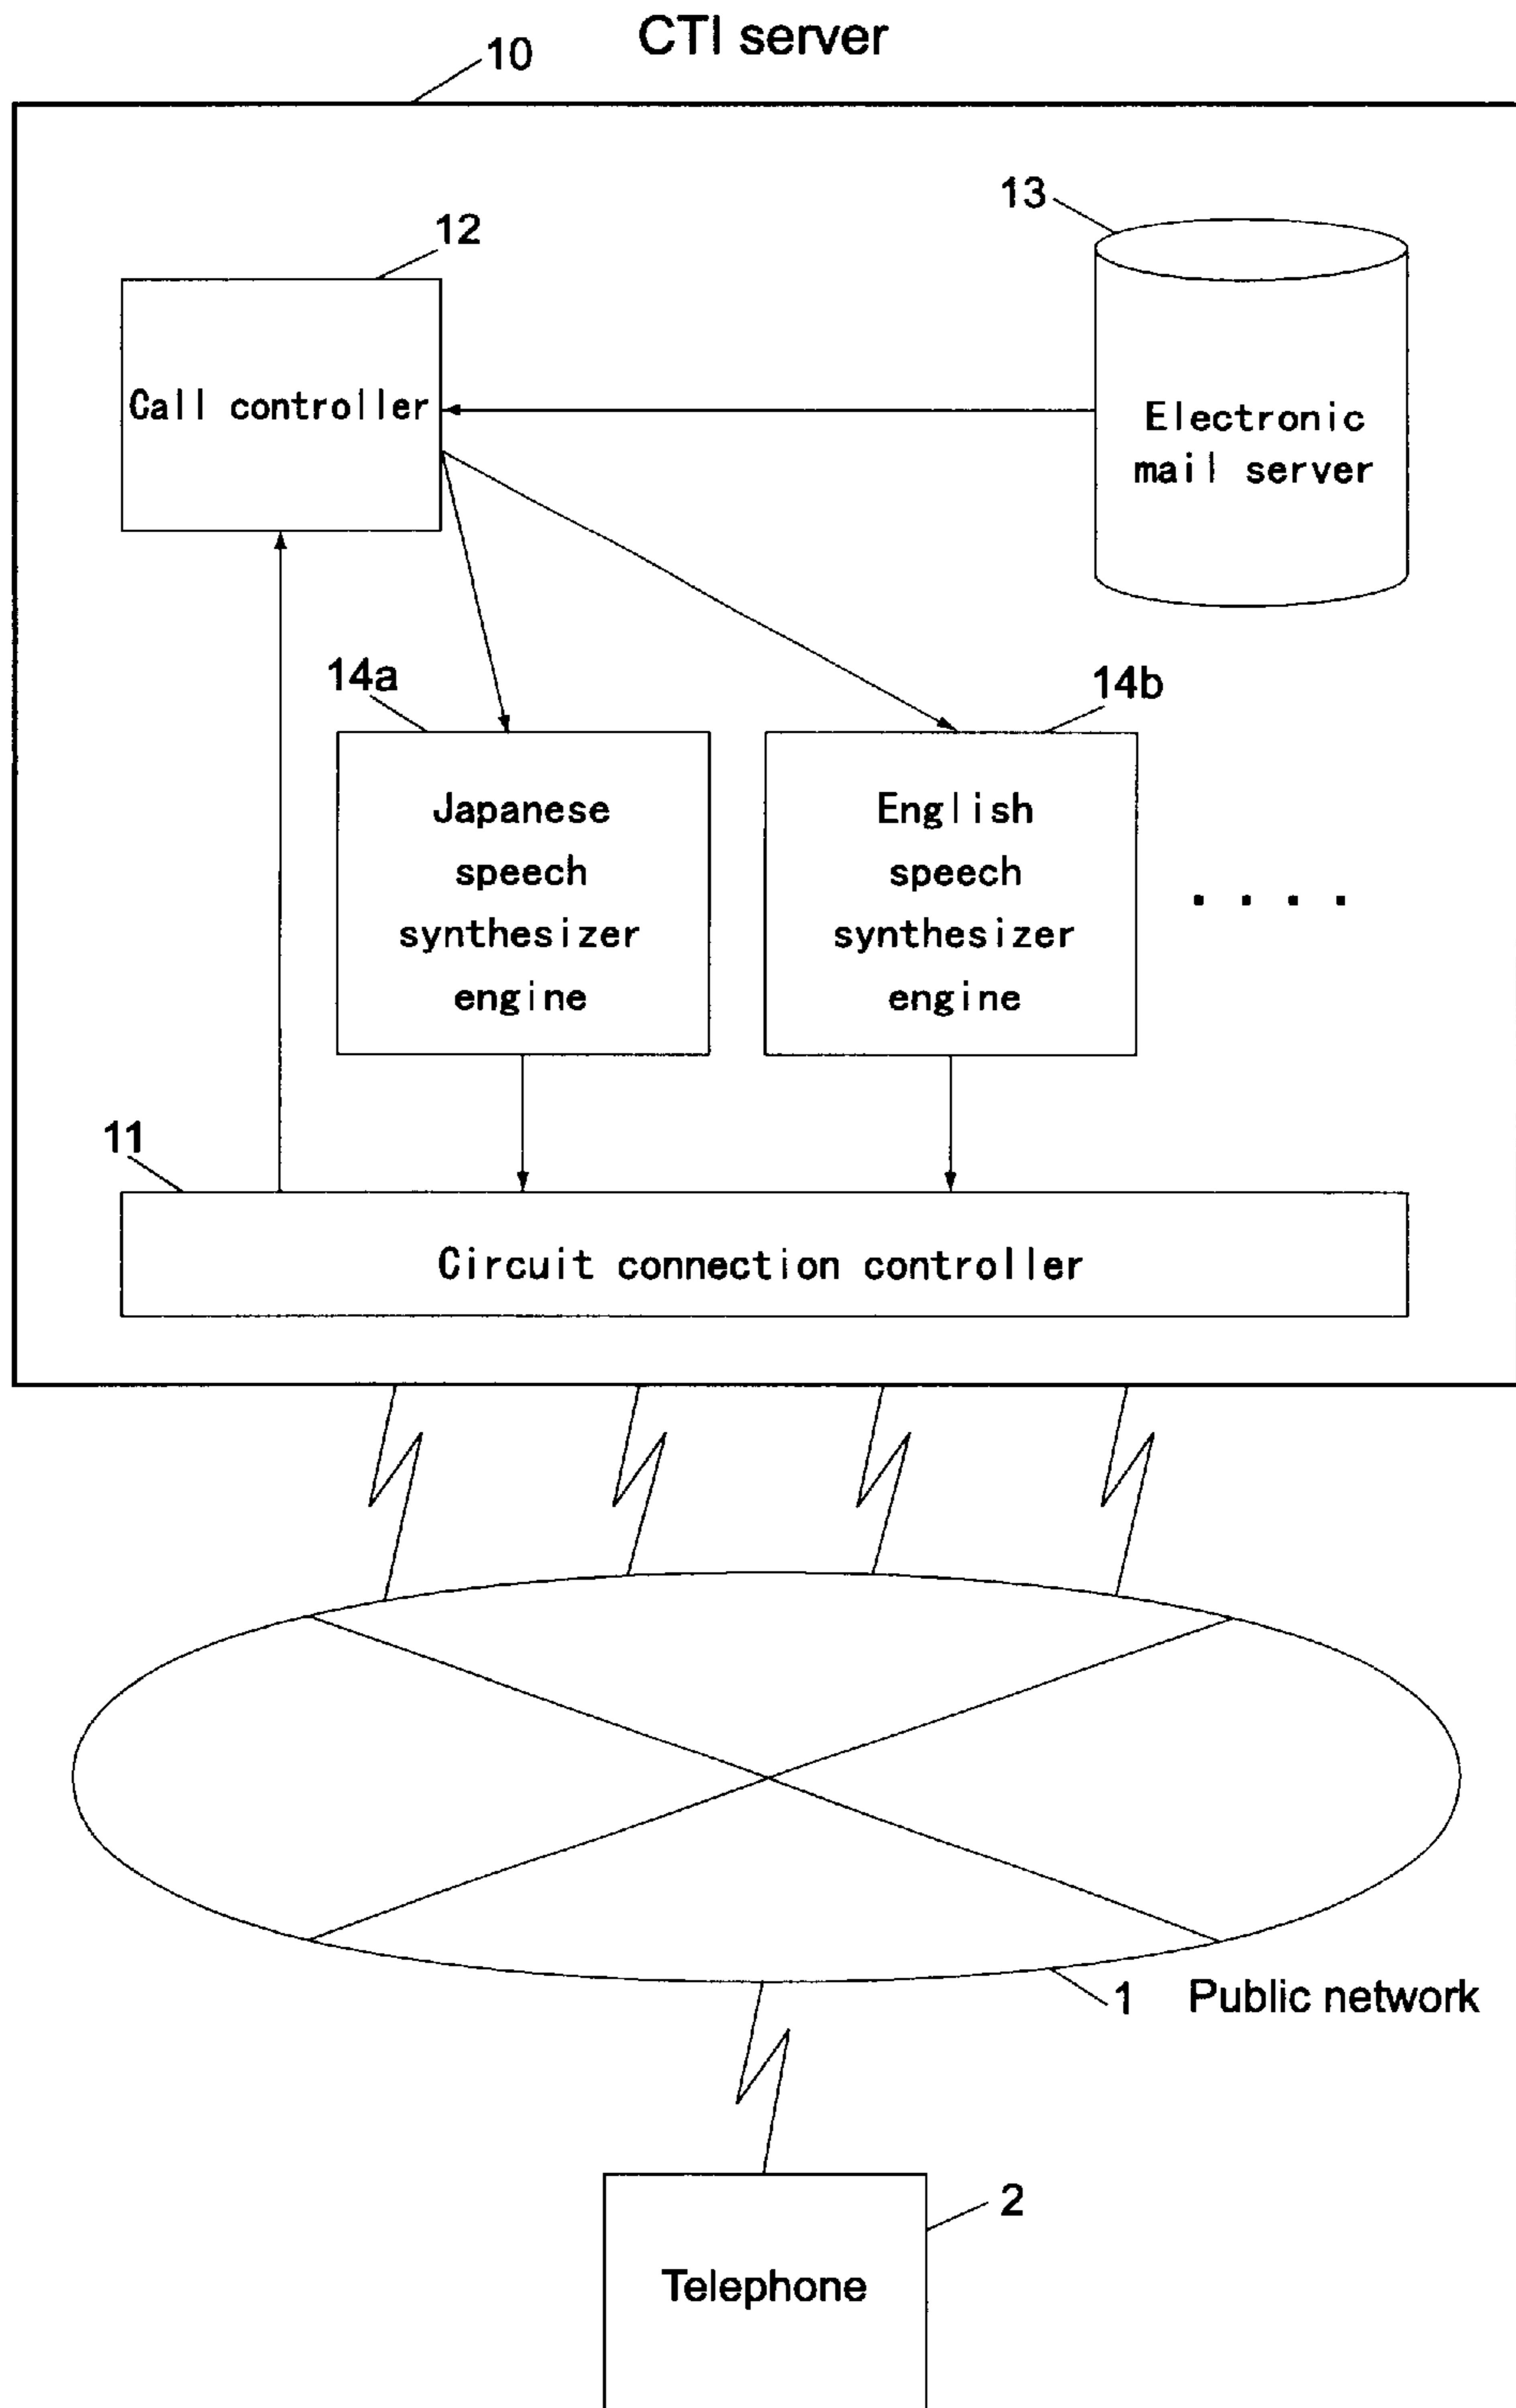 CTI server
10
13
12
Call controller
Electronic
mail server
14a
14b
Japanese
speech
synthesizer
engine
English
speech
synthesizer
engine
. . . .
11
Circuit connection controller
1
Public network
2
Telephone